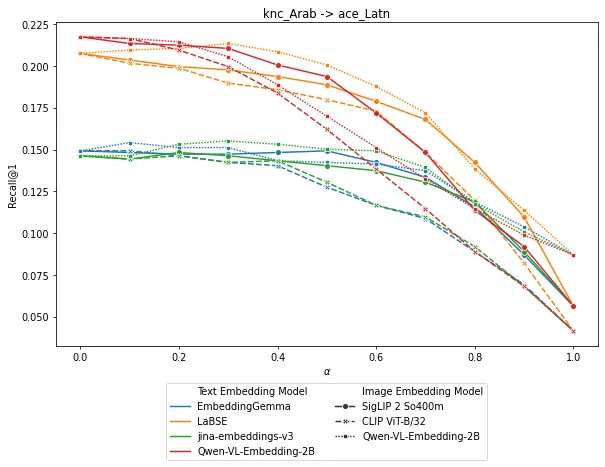 knc_Arab -> ace_Latn
Recall@1
0.225
0.200
0.175
0.150
0.125
0.100
0.075
0.050
0.0
0.2
0.4
0.6
0.8
1.0
α
Text Embedding Model
EmbeddingGemma
LaBSE
jina-embeddings-v3
Qwen-VL-Embedding-2B
Image Embedding Model
SigLIP 2 So400m
CLIP ViT-B/32
Qwen-VL-Embedding-2B